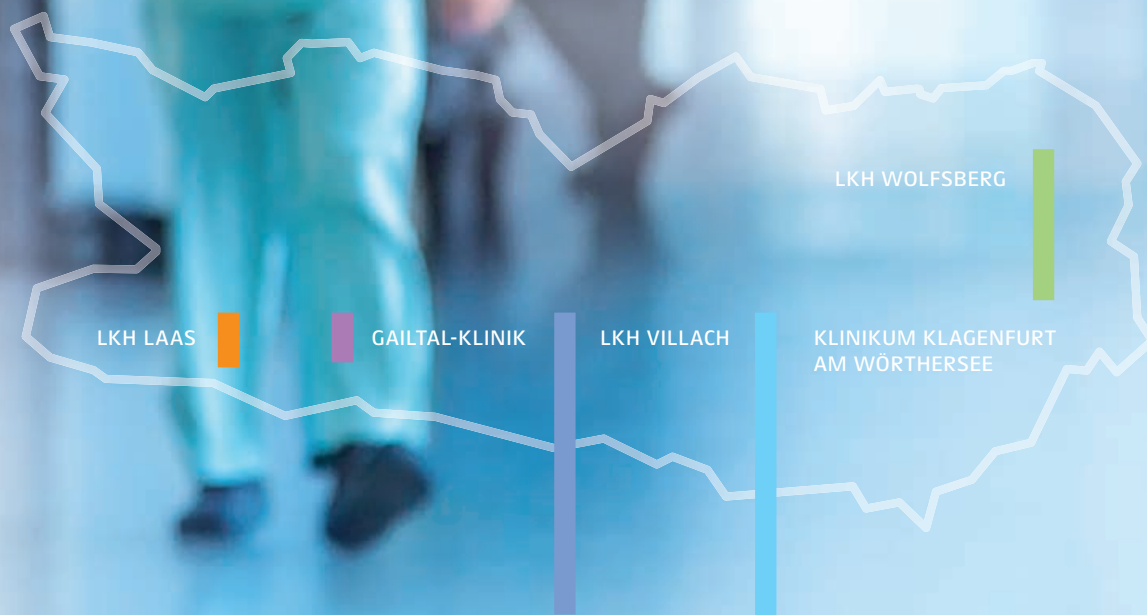 LKH WOLFSBERG
LKH LAAS
GAILTAL-KLINIK
LKH VILLACH
KLINIKUM KLAGENFURT
AM WÖRTHERSEE